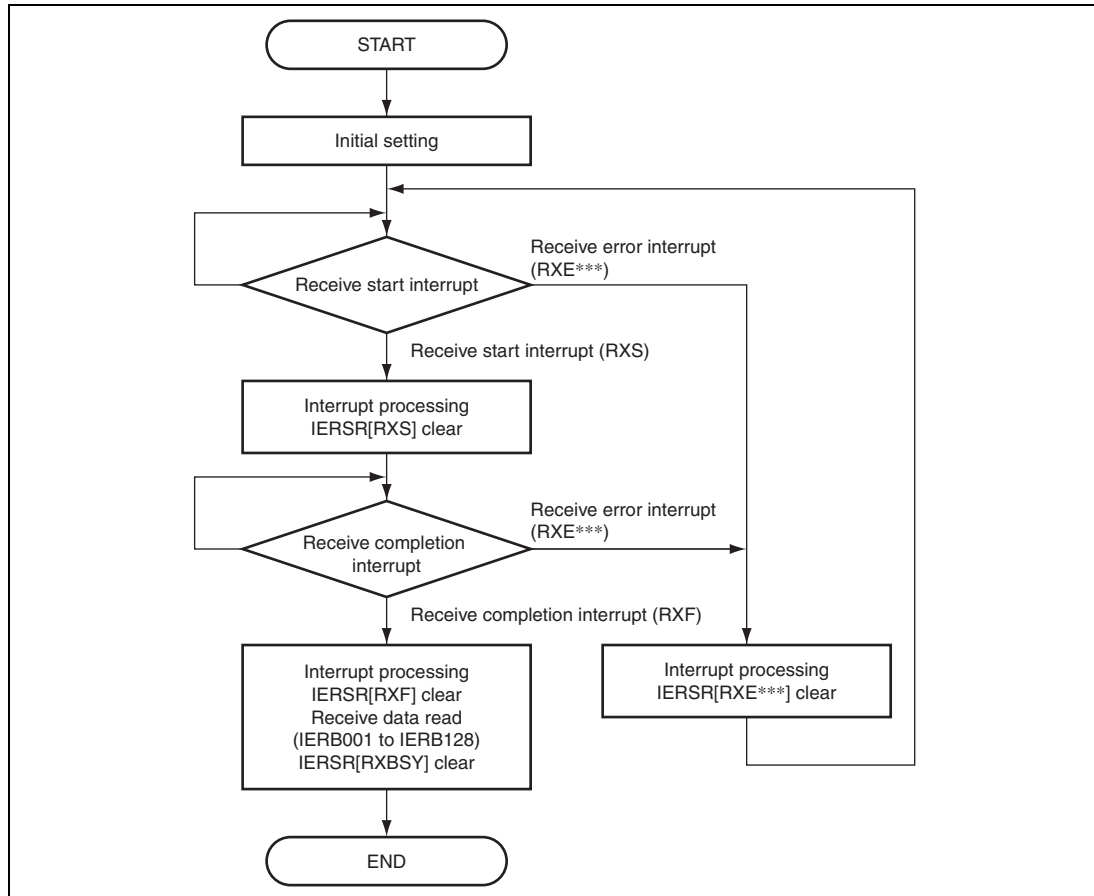 START
Initial setting
Receive error interrupt
(RXE***)
Receive start interrupt
Receive start interrupt (RXS)
Interrupt processing
IERSR[RXS] clear
Receive error interrupt
(RXE***)
Receive completion
interrupt
Receive completion interrupt (RXF)
Interrupt processing
IERSR[RXF] clear
Receive data read
(IERB001 to IERB128)
IERSR[RXBSY] clear
Interrupt processing
IERSR[RXE***] clear
END